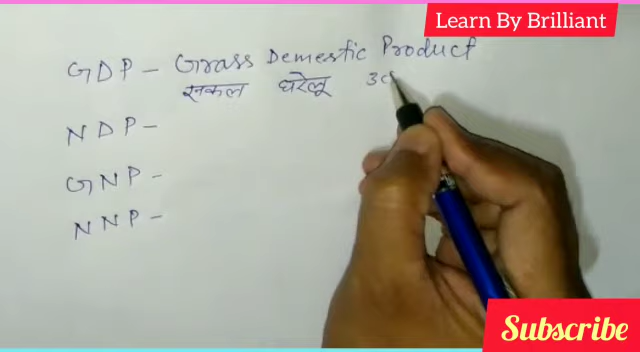 Learn By Brilliant
GDP - Grass Demestic Product
सकल घरेलू
NDP -
GNP -
NNP -
Subscribe